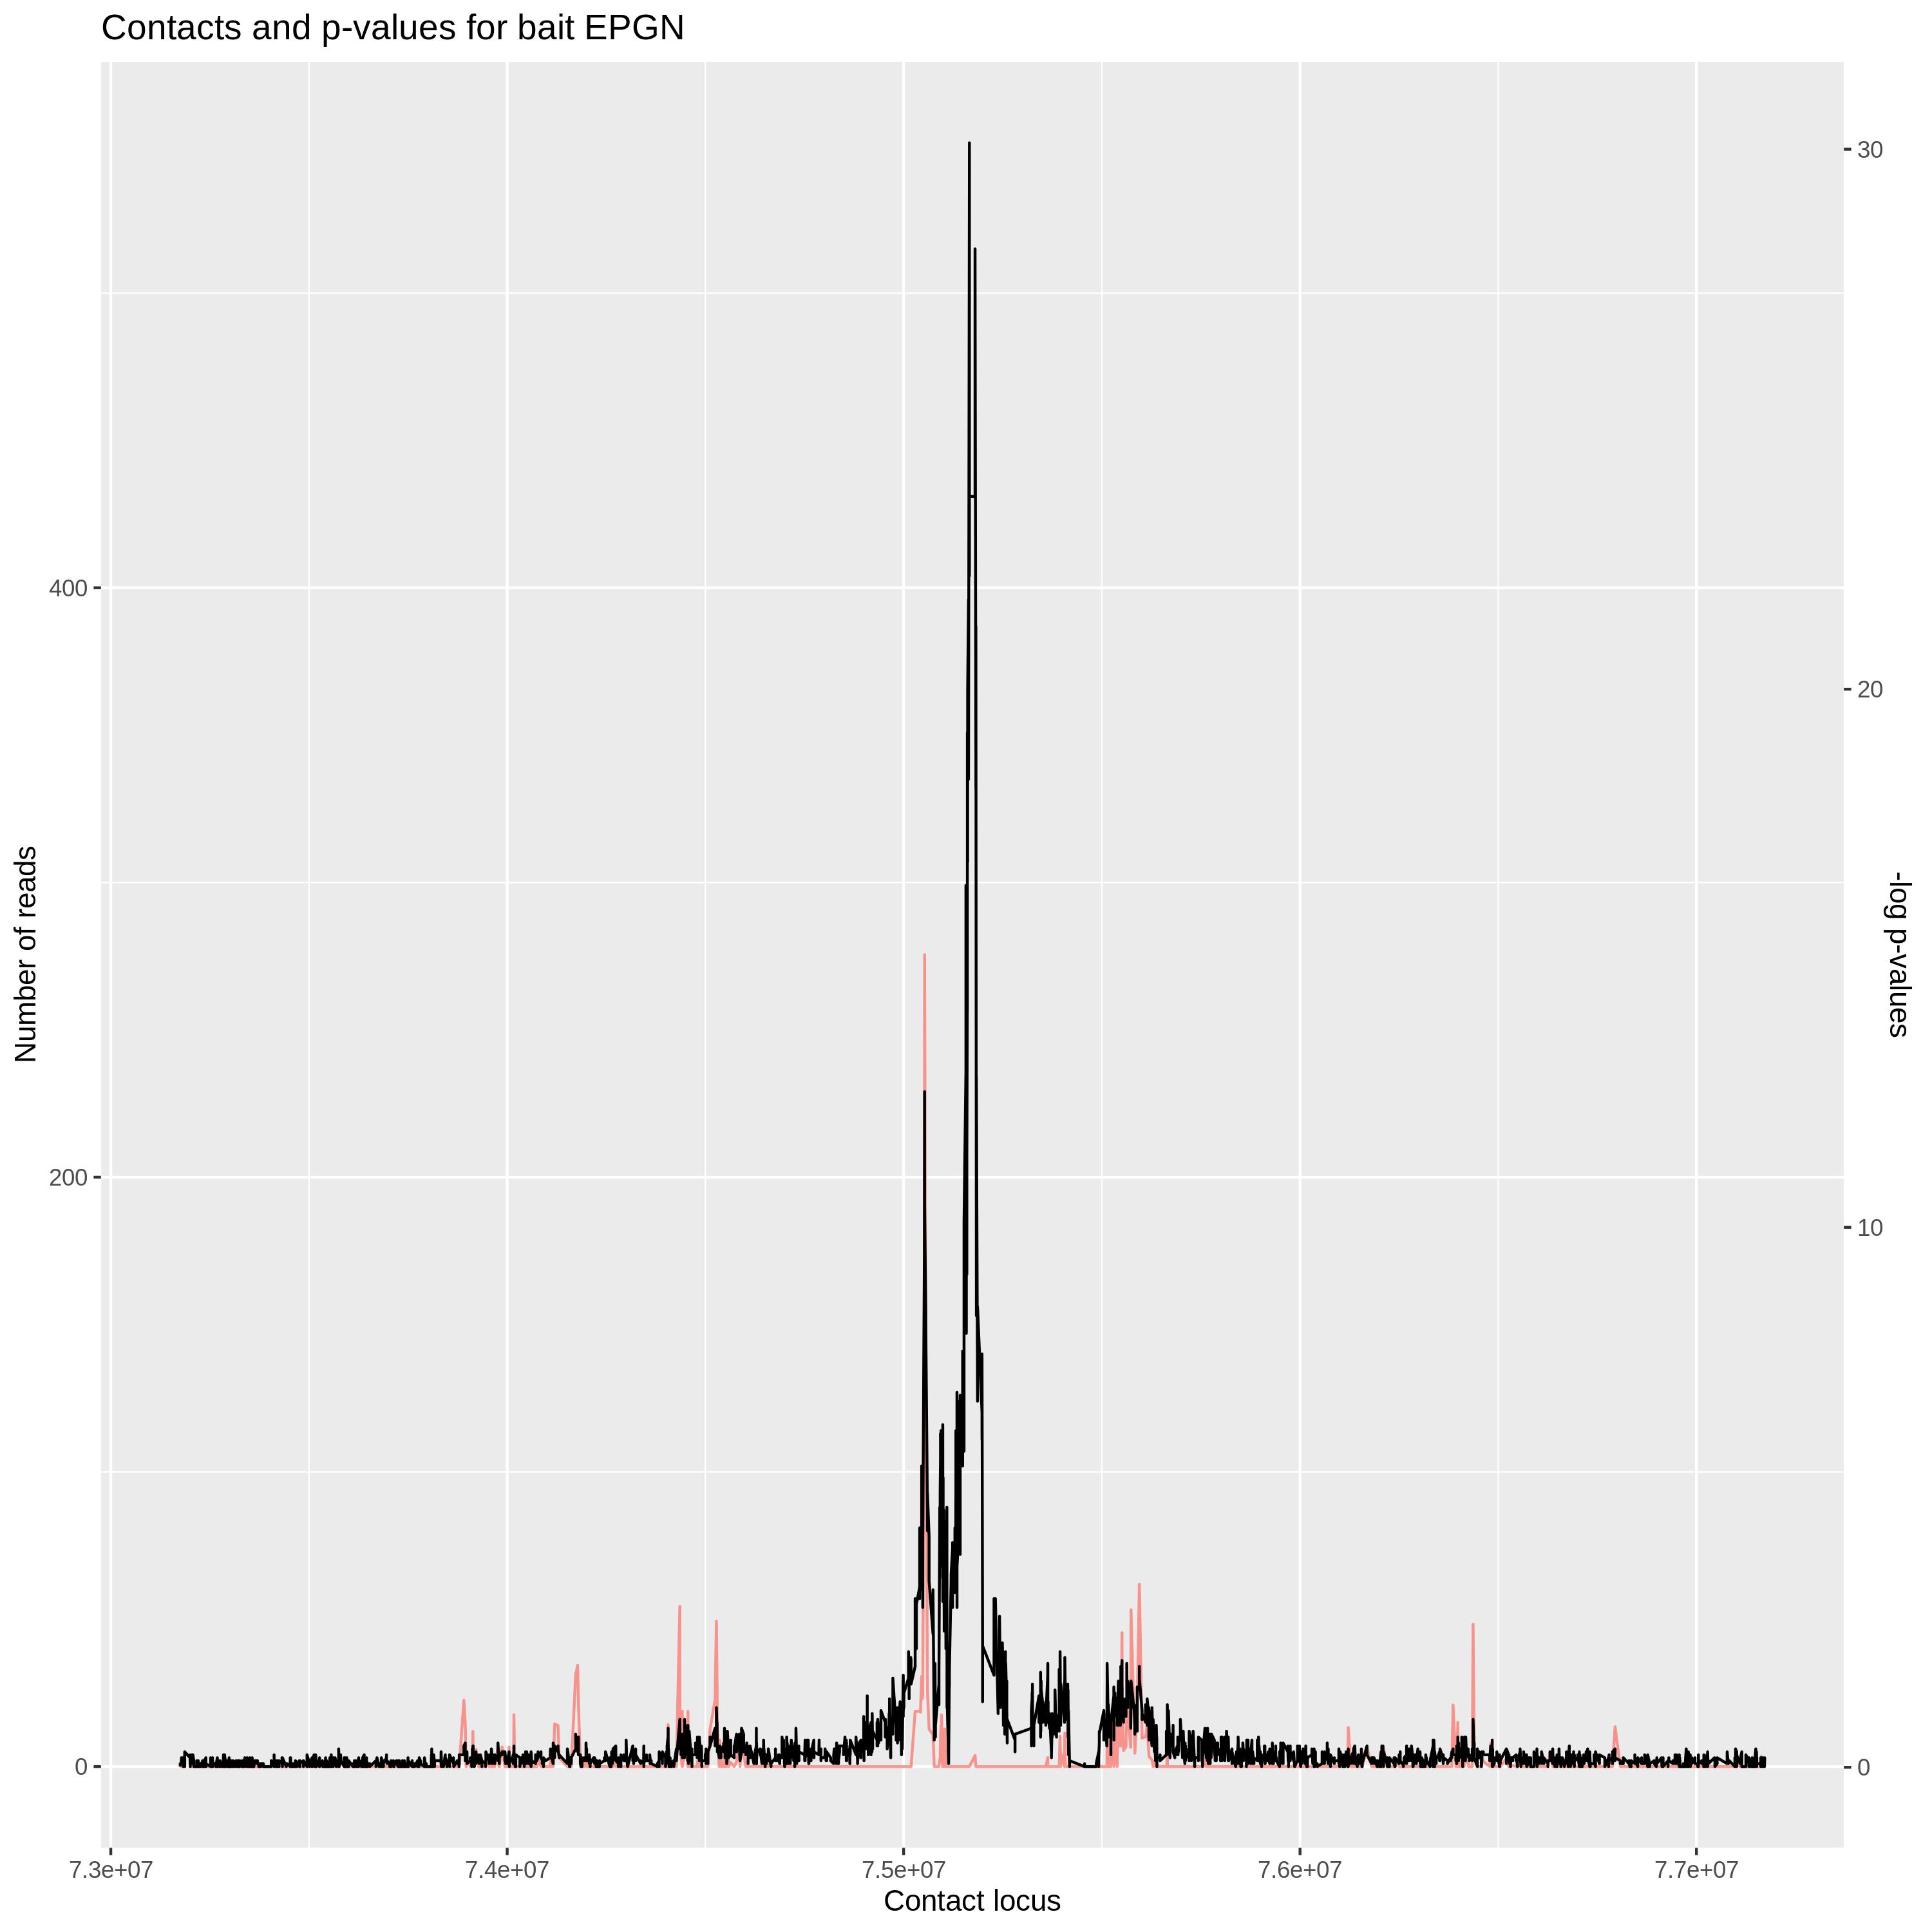 Contacts and p-values for bait EPGN
Number of reads
400
200
0
30
20
10
0
-log p-values
7.3e+07 7.4e+07 7.5e+07 7.6e+07 7.7e+07
Contact locus